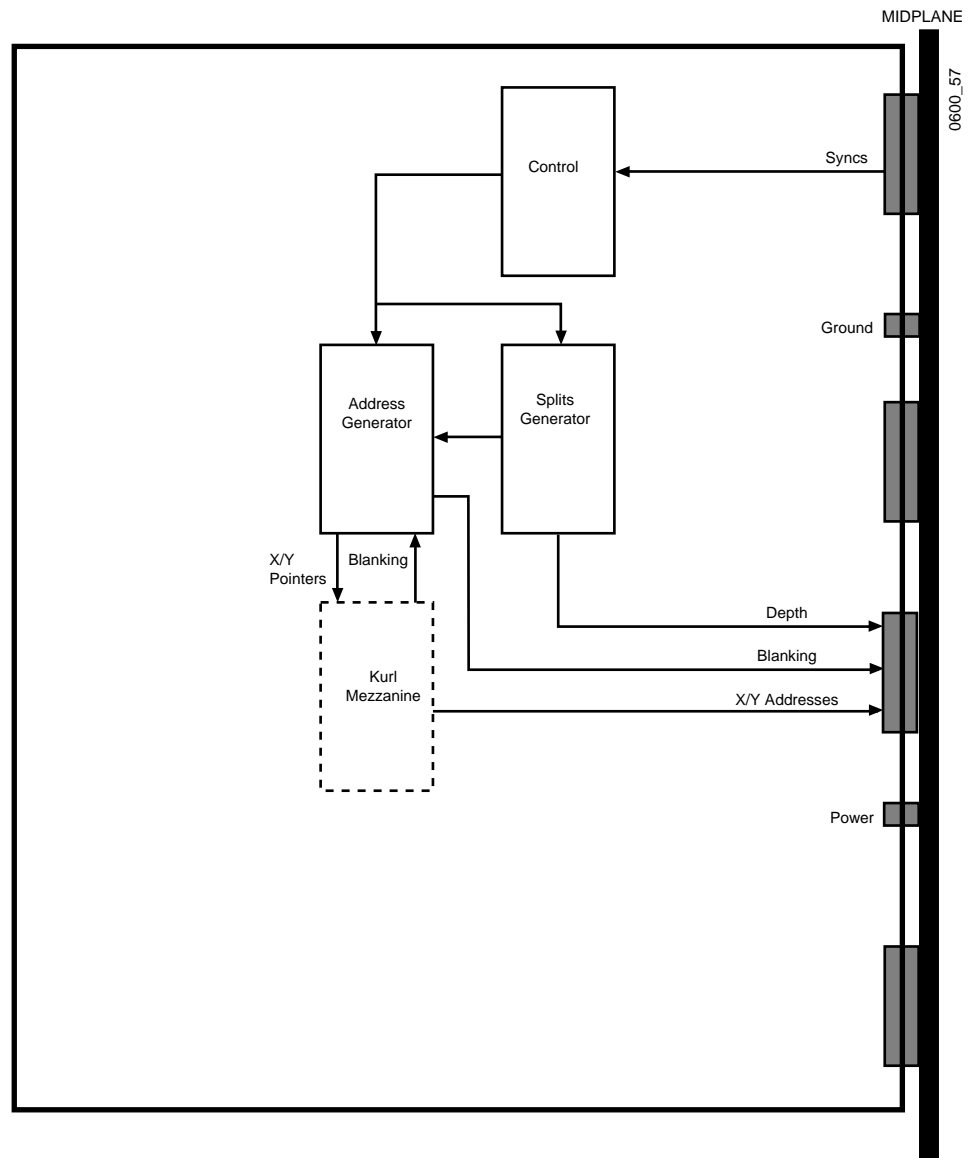 MIDPLANE
0600_57
Control
Syncs
Ground
Address
Generator
Splits
Generator
X/Y
Pointers
Blanking
Depth
Blanking
Kurl
Mezzanine
X/Y Addresses
Power